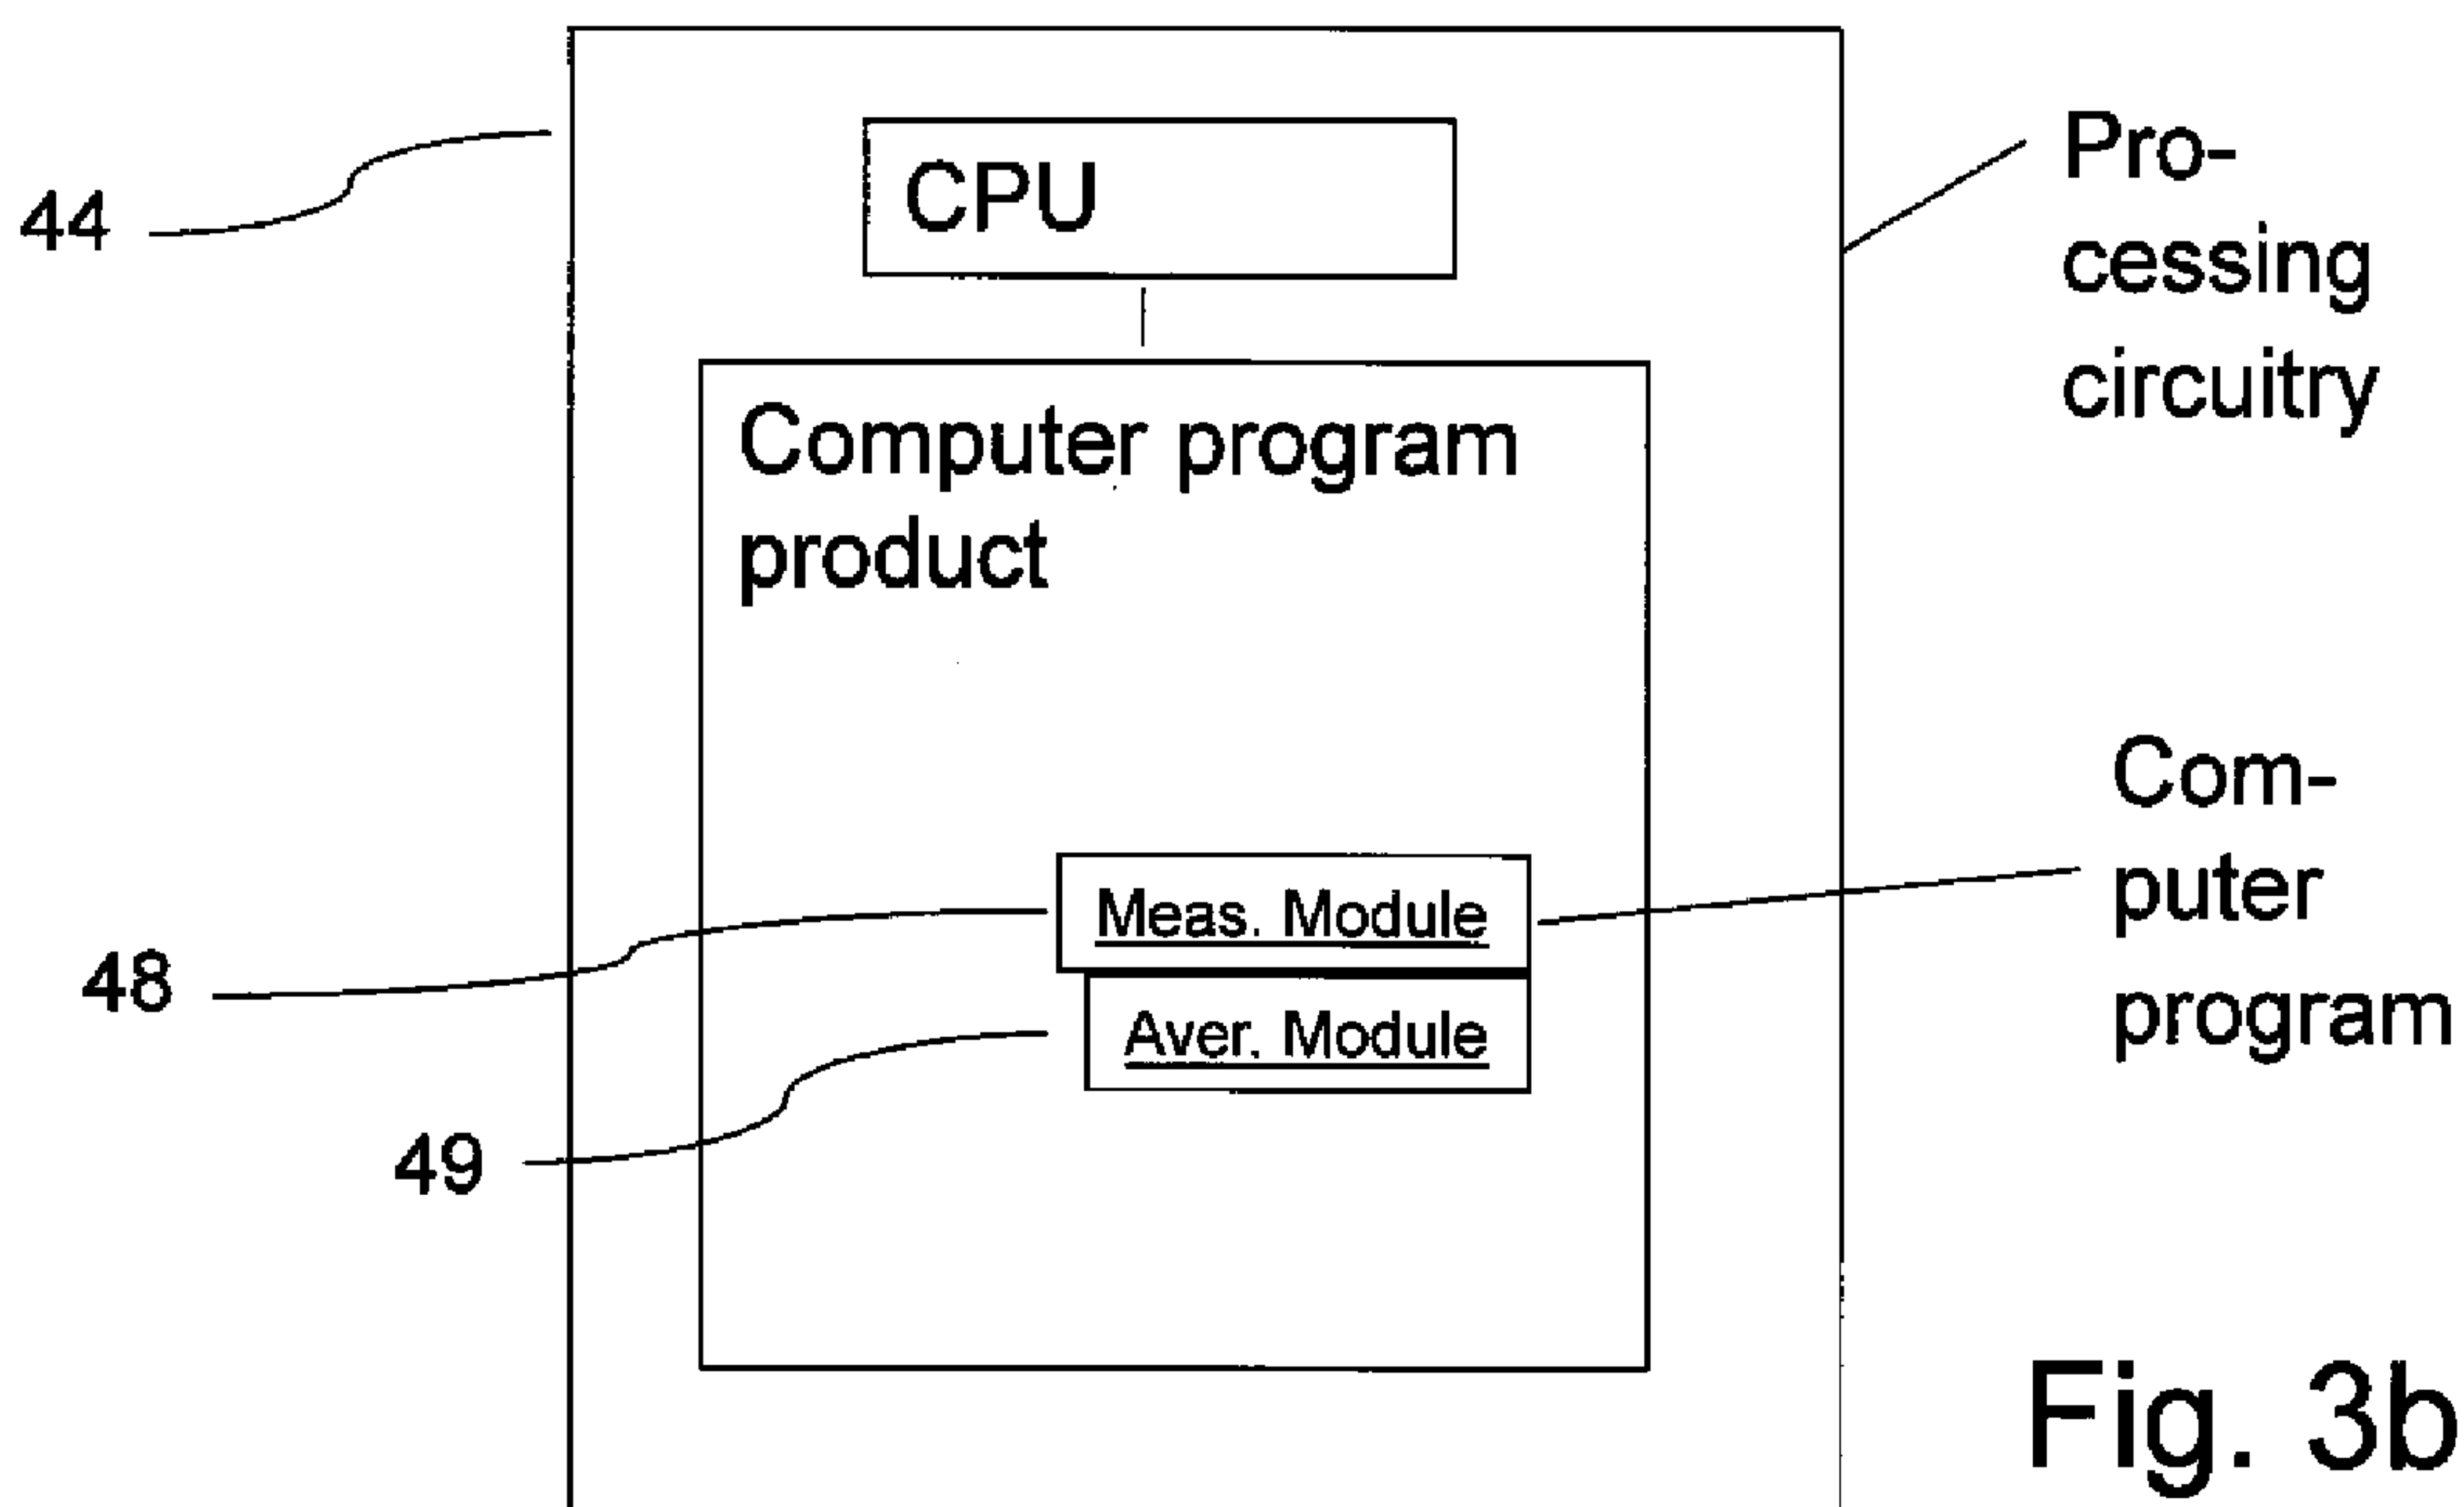 44
CPU
Pro-
cessing
circuitry
Computer program
product
Com-
puter
program
48
Meas. Module
49
Aver. Module
Fig. 3b